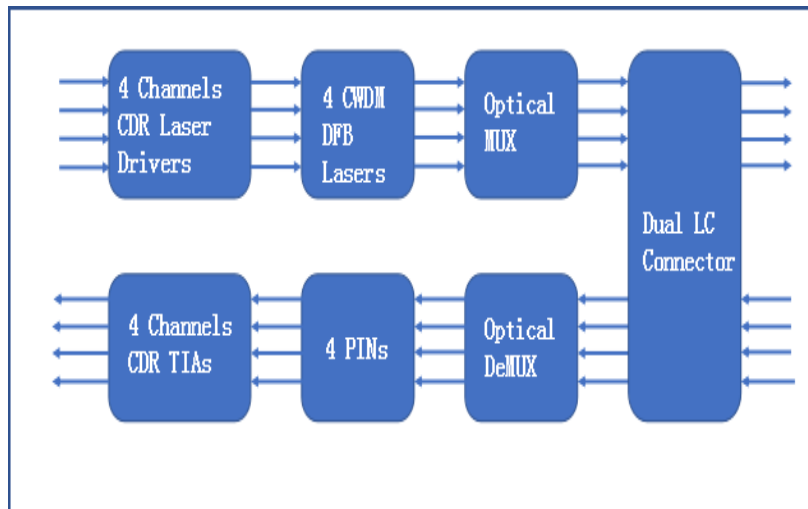 4 Channels
CDR Laser
Drivers
4 CWDM
DFB
Lasers
Optical
MUX
Dual LC
Connector
4 Channels
CDR TIAs
4 PINs
Optical
DeMUX